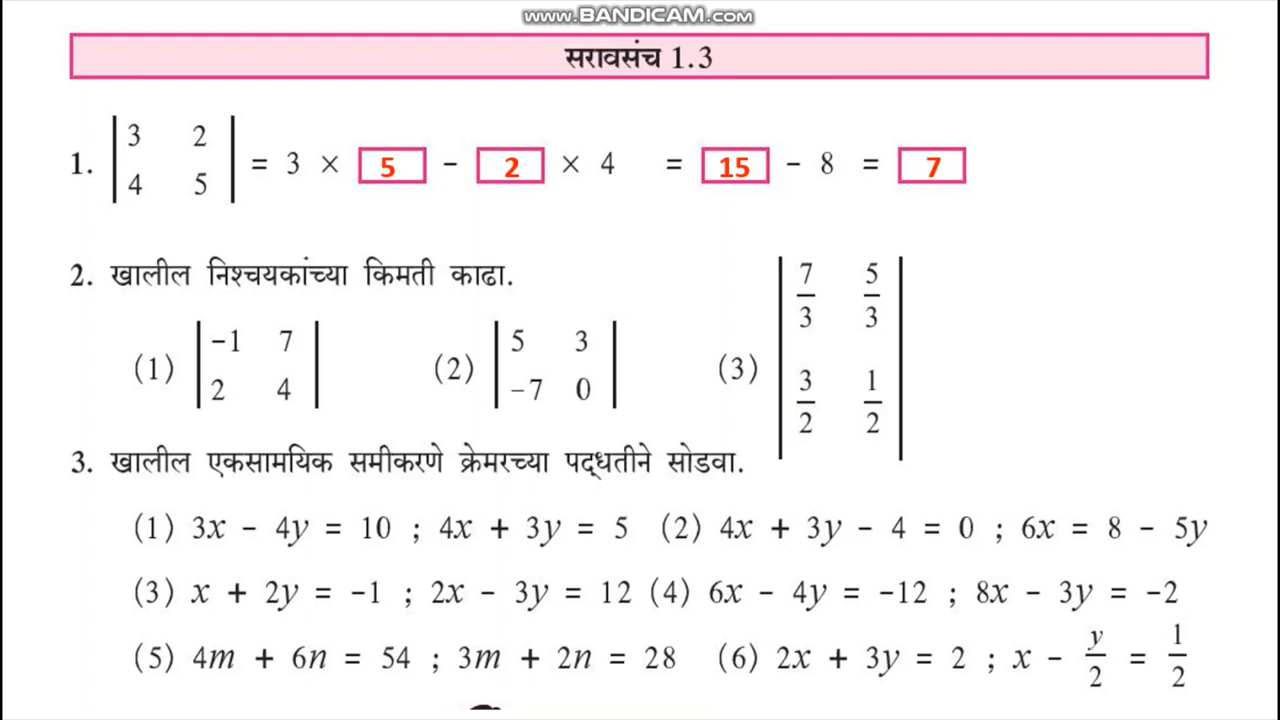 www.BANDICAM.com
सरावसंच 1.3
1. | 3 2 | = 3 × 5 – 2 × 4 = 15 – 8 = 7
| 4 5 |
2. खालील निश्चयकांच्या किमती काढा.
(1) | –1 7 | (2) | 5 3 | (3) | 7/3 5/3 |
| 2 4 | | –7 0 | | 3/2 1/2 |
3. खालील एकसामयिक समीकरणे क्रेमरच्या पद्धतीने सोडवा.
(1) 3x – 4y = 10 ; 4x + 3y = 5 (2) 4x + 3y – 4 = 0 ; 6x = 8 – 5y
(3) x + 2y = –1 ; 2x – 3y = 12 (4) 6x – 4y = –12 ; 8x – 3y = –2
(5) 4m + 6n = 54 ; 3m + 2n = 28 (6) 2x + 3y = 2 ; x – y/2 = 1/2